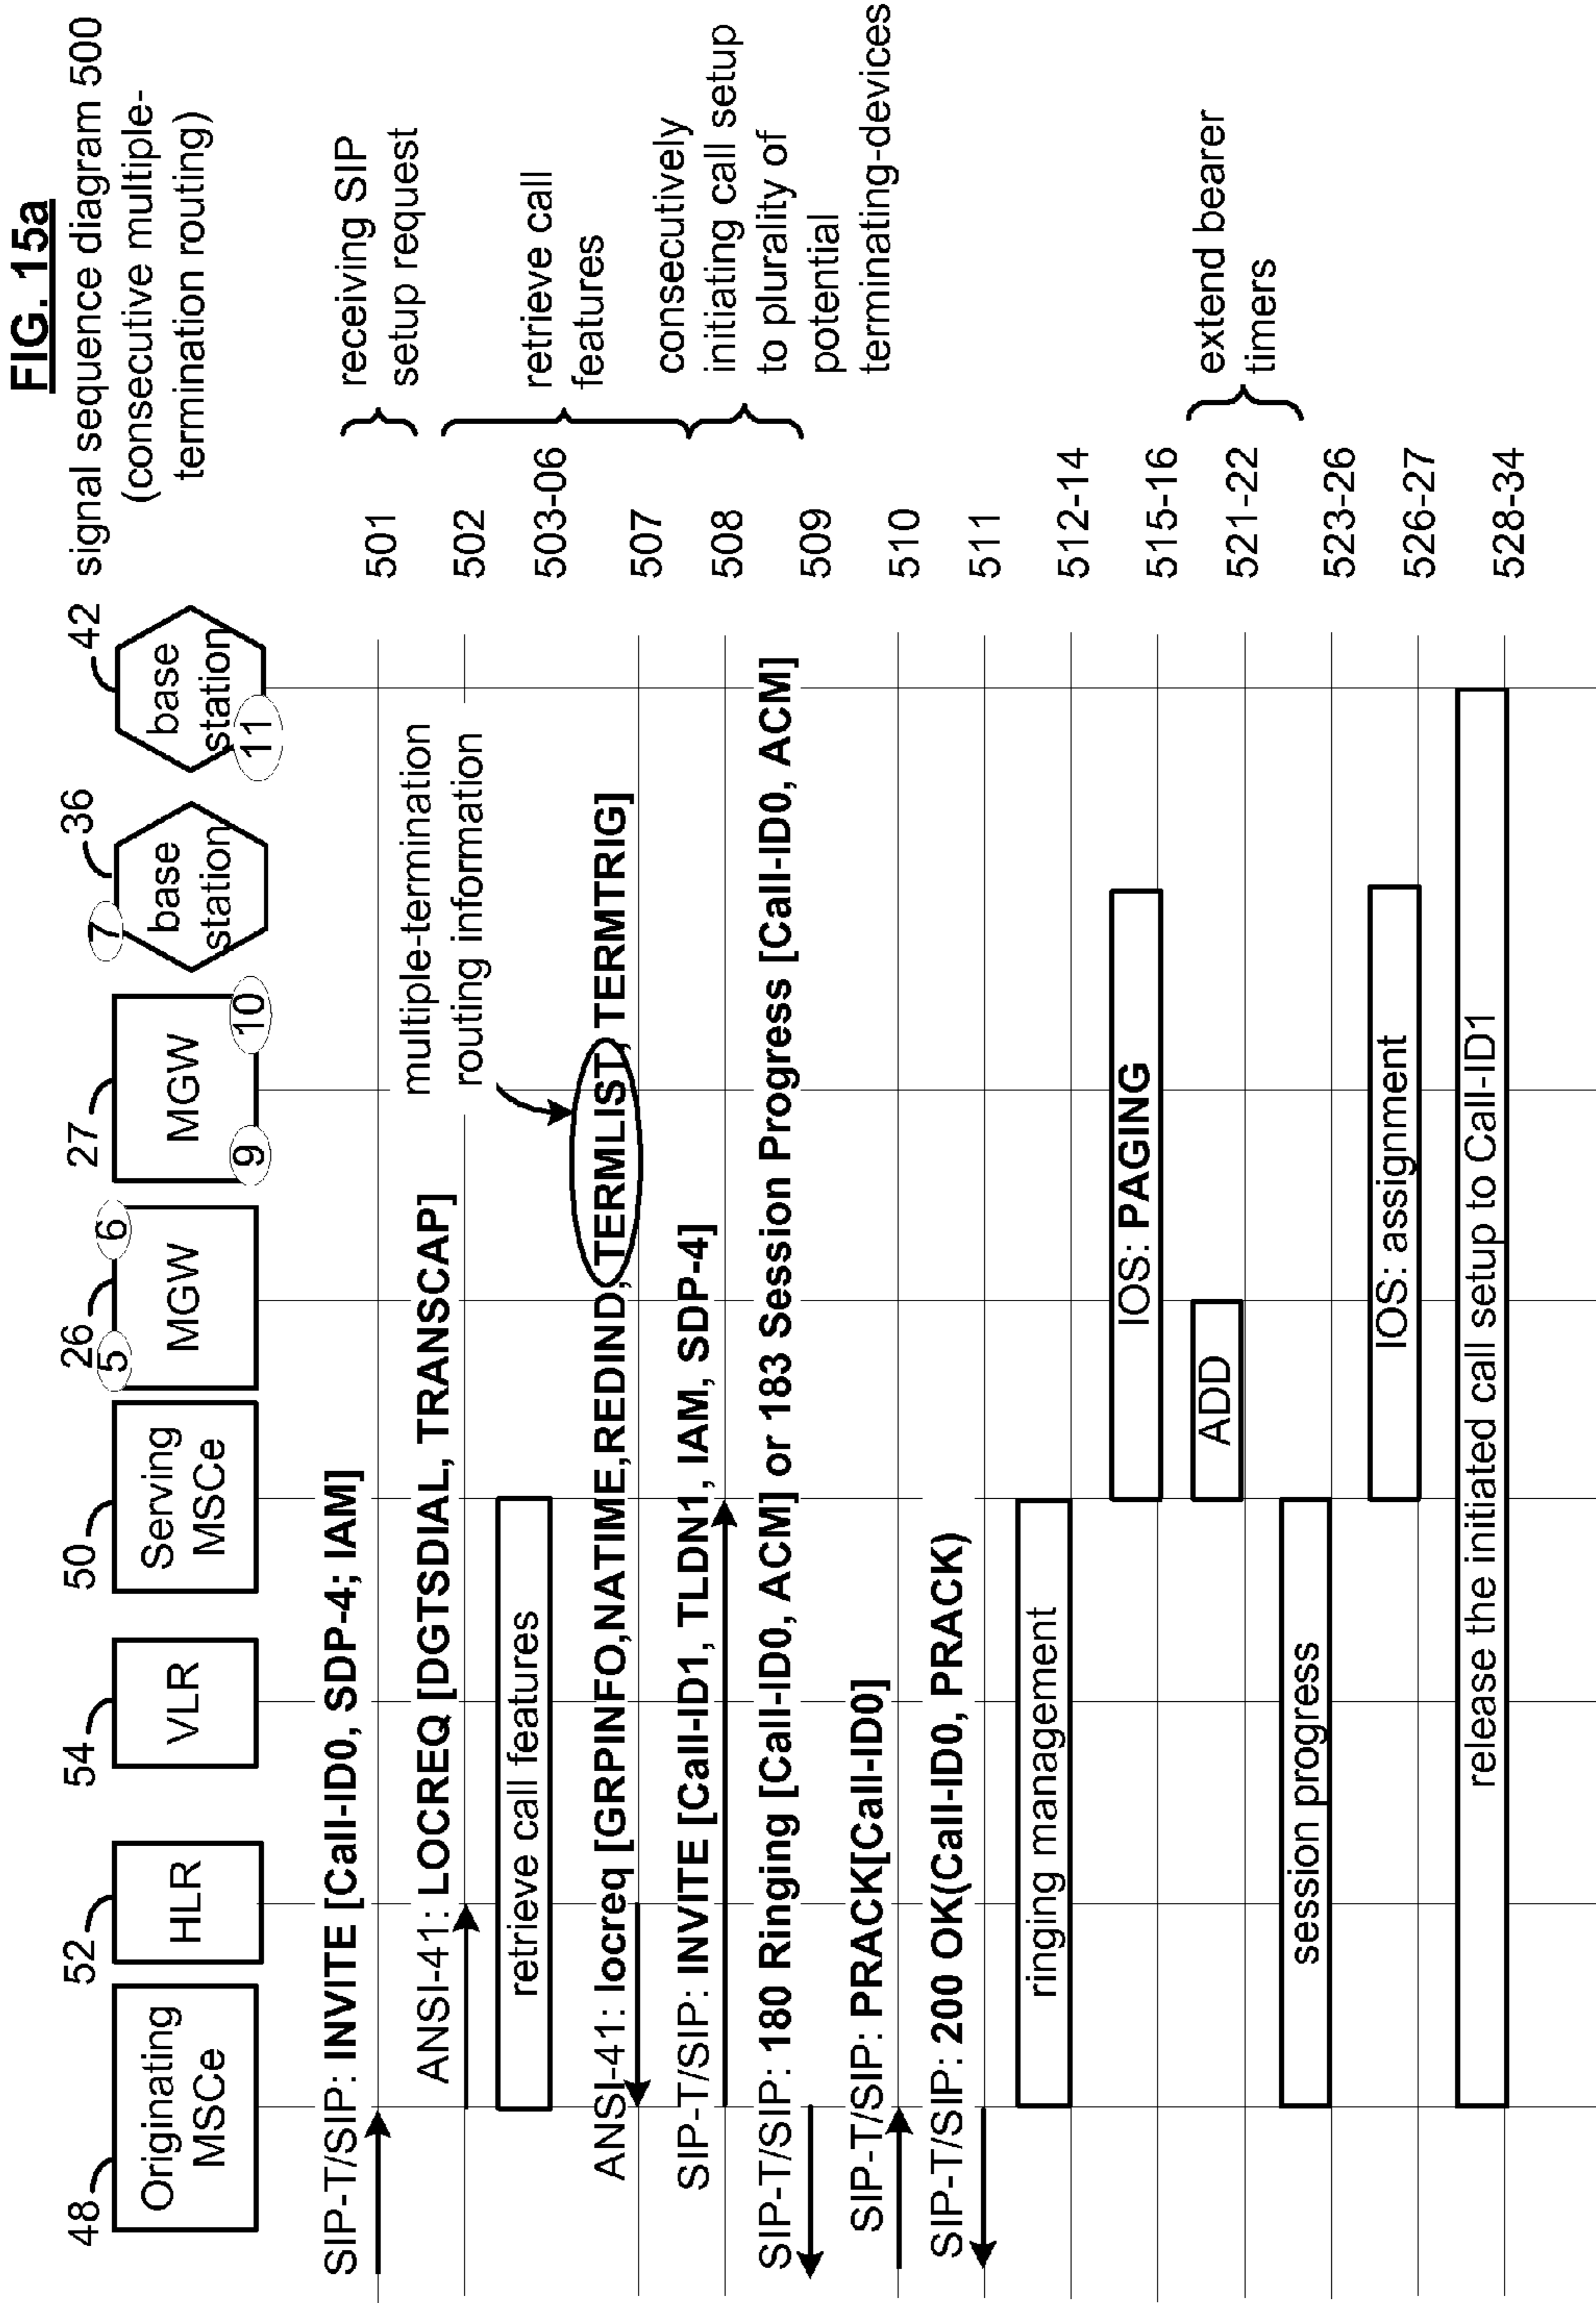 FIG. 15a
signal sequence diagram 500
(consecutive multiple-
termination routing)
48
Originating
MSCe
52
HLR
54
VLR
50
Serving
MSCe
26
MGW
5
6
27
MGW
9
10
36
base
station
7
42
base
station
11
SIP-T/SIP: INVITE [Call-ID0, SDP-4; IAM]
501
receiving SIP
setup request
ANSI-41: LOCREQ [DGTSDIAL, TRANSCAP]
502
retrieve call features
503-06
retrieve call
features
multiple-termination
routing information
ANSI-41: locreq [GRPINFO,NATIME,REDIND, TERMLIST, TERMTRIG]
507
SIP-T/SIP: INVITE [Call-ID1, TLDN1, IAM, SDP-4]
508
consecutively
initiating call setup
to plurality of
potential
terminating-devices
SIP-T/SIP: 180 Ringing [Call-ID0, ACM] or 183 Session Progress [Call-ID0, ACM]
509
SIP-T/SIP: PRACK[Call-ID0]
510
SIP-T/SIP: 200 OK(Call-ID0, PRACK)
511
ringing management
512-14
IOS: PAGING
515-16
ADD
521-22
extend bearer
timers
session progress
523-26
IOS: assignment
526-27
release the initiated call setup to Call-ID1
528-34